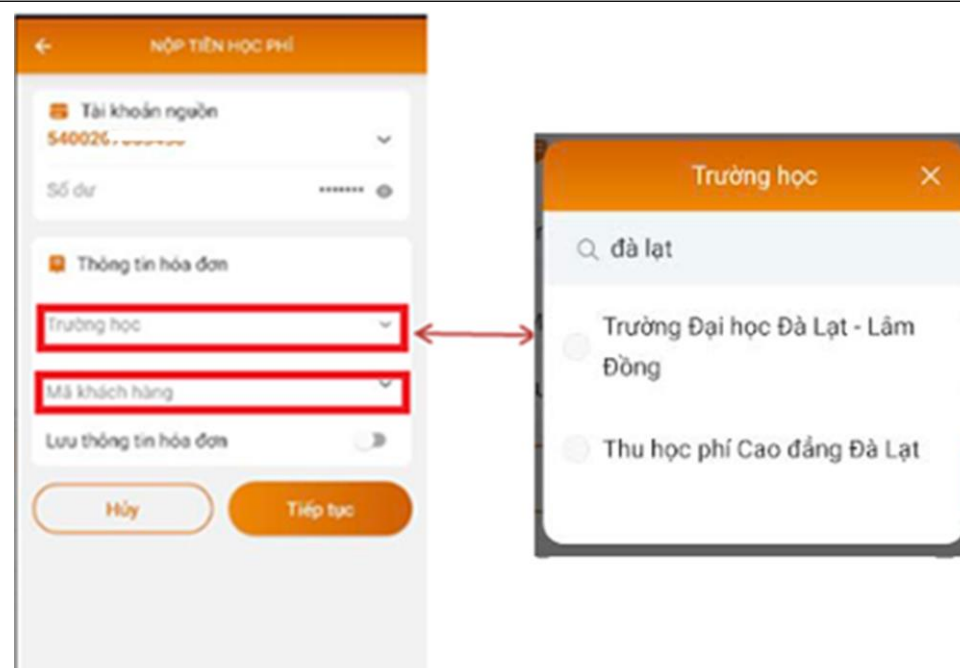 NỘP TIỀN HỌC PHÍ
Tài khoản nguồn
Số dư
Thông tin hóa đơn
Trường học
Mã khách hàng
Lưu thông tin hóa đơn
Hủy
Tiếp tục
Trường học
đà lạt
Trường Đại học Đà Lạt - Lâm
Đồng
Thu học phí Cao đẳng Đà Lạt